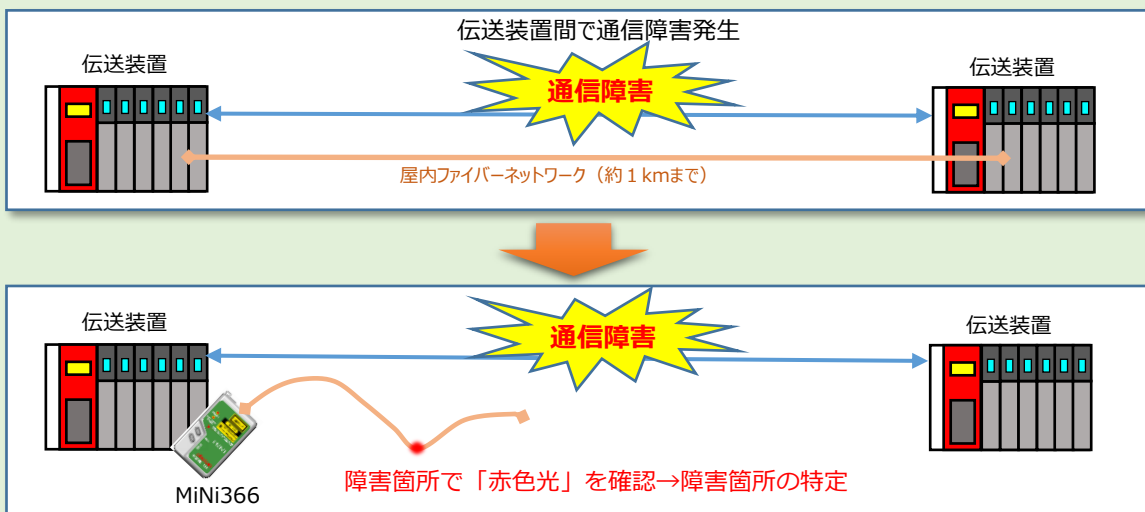 伝送装置間で通信障害発生
伝送装置
通信障害
伝送装置
屋内ファイバーネットワーク（約１kmまで）
伝送装置
通信障害
伝送装置
障害箇所で「赤色光」を確認→障害箇所の特定
MiNi366